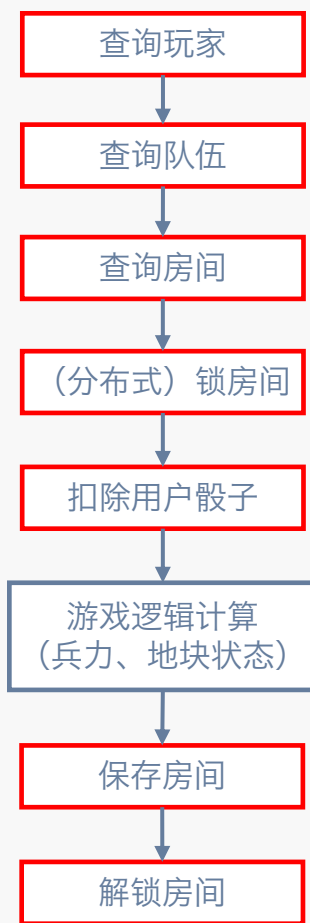 查询玩家
查询队伍
查询房间
（分布式）锁房间
扣除用户骰子
游戏逻辑计算
（兵力、地块状态）
保存房间
解锁房间